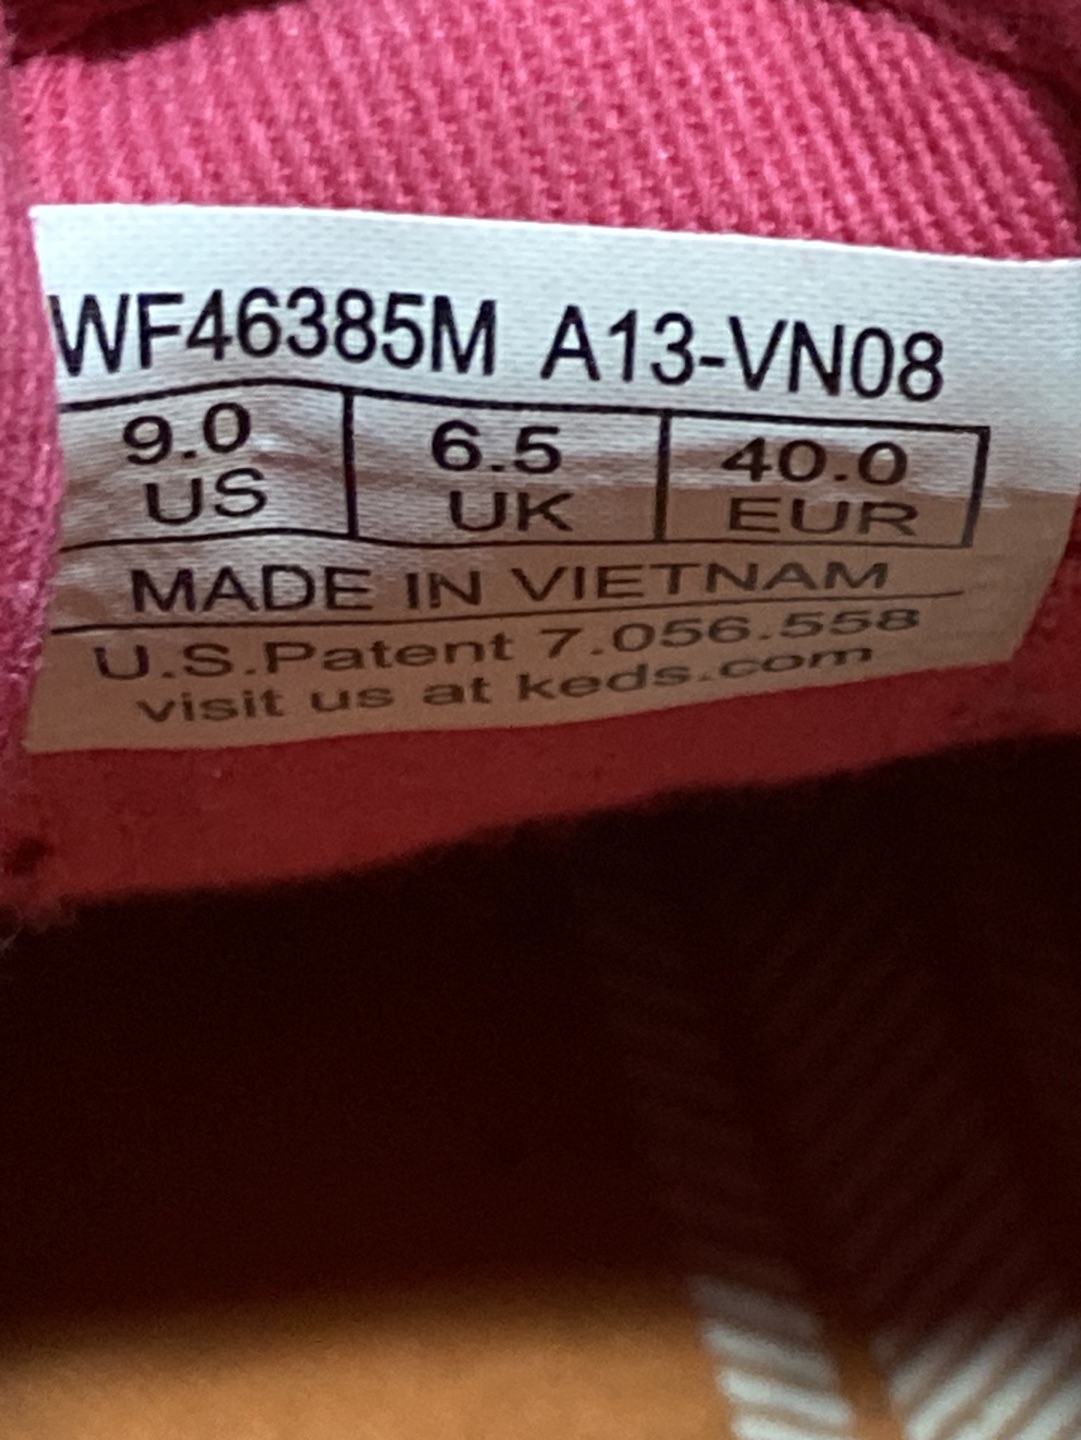 WF46385M A13-VN08
9.0 6.5 40.0
US UK EUR
MADE IN VIETNAM
U.S.Patent 7.056.558
visit us at keds.com